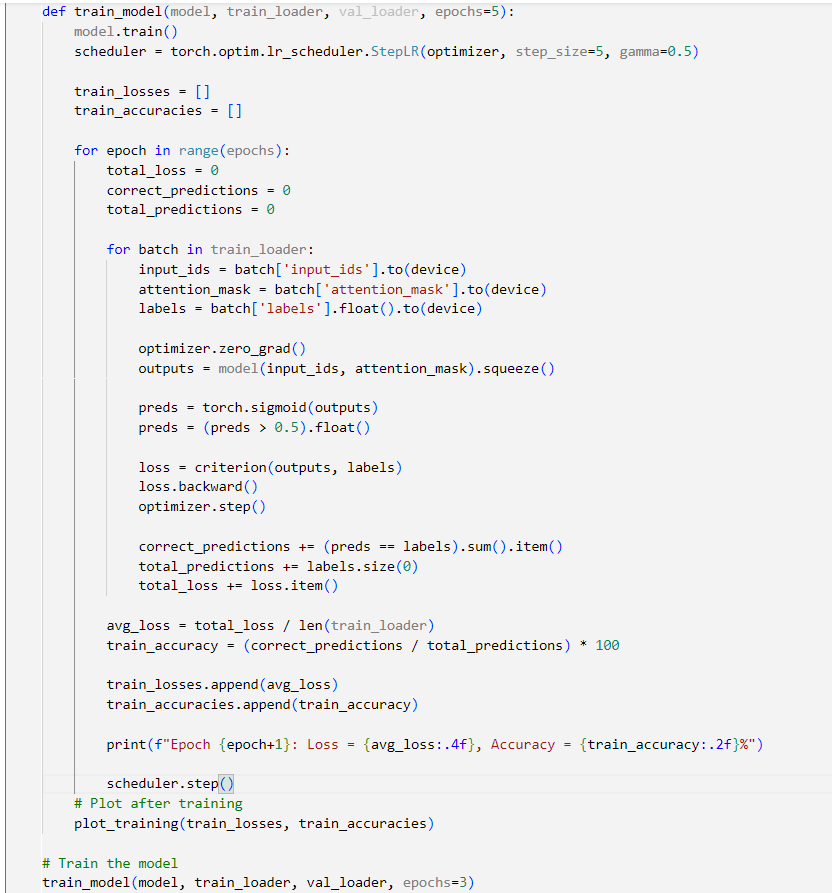 def train_model(model, train_loader, val_loader, epochs=5):
    model.train()
    scheduler = torch.optim.lr_scheduler.StepLR(optimizer, step_size=5, gamma=0.5)

    train_losses = []
    train_accuracies = []

    for epoch in range(epochs):
        total_loss = 0
        correct_predictions = 0
        total_predictions = 0

        for batch in train_loader:
            input_ids = batch['input_ids'].to(device)
            attention_mask = batch['attention_mask'].to(device)
            labels = batch['labels'].float().to(device)

            optimizer.zero_grad()
            outputs = model(input_ids, attention_mask).squeeze()

            preds = torch.sigmoid(outputs)
            preds = (preds > 0.5).float()

            loss = criterion(outputs, labels)
            loss.backward()
            optimizer.step()

            correct_predictions += (preds == labels).sum().item()
            total_predictions += labels.size(0)
            total_loss += loss.item()

        avg_loss = total_loss / len(train_loader)
        train_accuracy = (correct_predictions / total_predictions) * 100

        train_losses.append(avg_loss)
        train_accuracies.append(train_accuracy)

        print(f"Epoch {epoch+1}: Loss = {avg_loss:.4f}, Accuracy = {train_accuracy:.2f}%")

        scheduler.step()
    # Plot after training
    plot_training(train_losses, train_accuracies)

# Train the model
train_model(model, train_loader, val_loader, epochs=3)